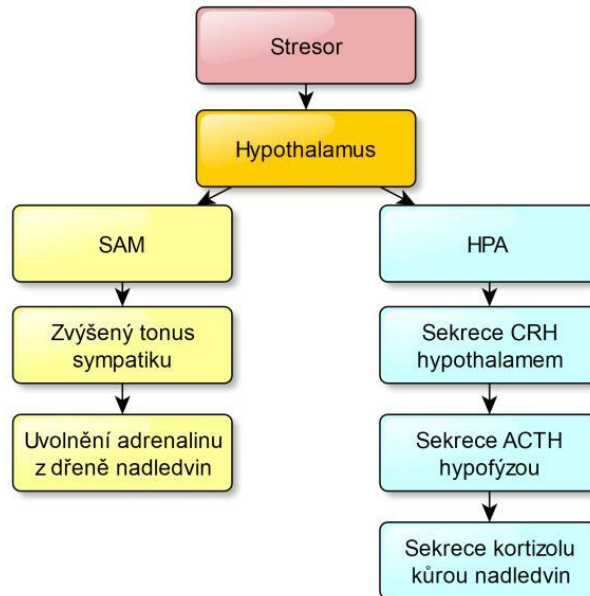 Stresor
Hypothalamus
SAM
HPA
Zvýšený tonus
sympatiku
Sekrece CRH
hypothalamem
Uvolnění adrenalinu
z dřeně nadledvin
Sekrece ACTH
hypofýzou
Sekrece kortizolu
kůrou nadledvin